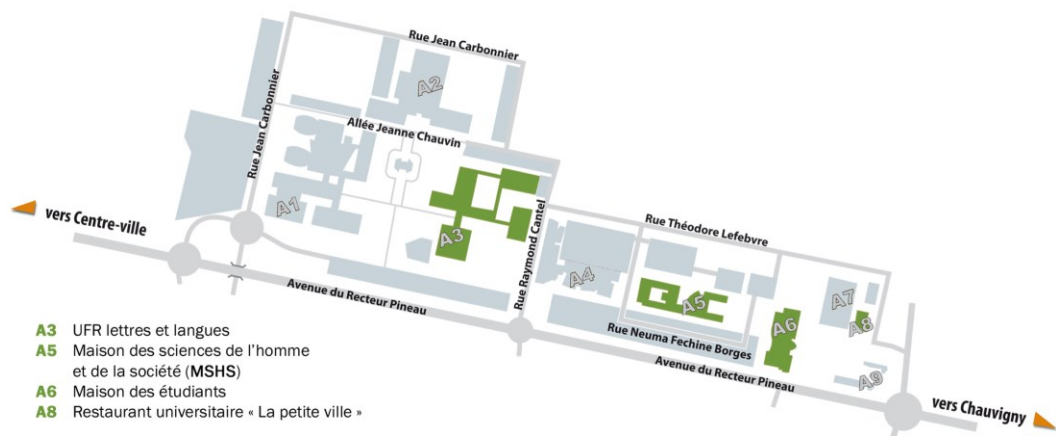 Rue Jean Carbonnier
A2
Rue Jean Carbonnier
Allée Jeanne Chauvin
A1
vers Centre-ville
A3
Rue Raymond Cantel
Rue Théodore Lefebvre
A4
A5
A7
A8
A6
Avenue du Recteur Pineau
Rue Neuma Fechine Borges
Avenue du Recteur Pineau
A9
vers Chauvigny
A3 UFR lettres et langues
A5 Maison des sciences de l'homme
et de la société (MSHS)
A6 Maison des étudiants
A8 Restaurant universitaire « La petite ville »